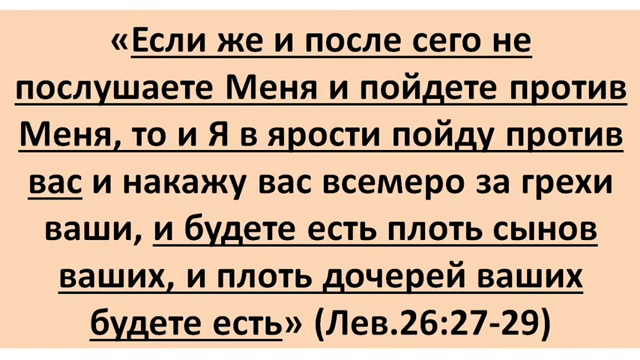 «Если же и после сего не
послушаете Меня и пойдете против
Меня, то и Я в ярости пойду против
вас и накажу вас всемеро за грехи
ваши, и будете есть плоть сынов
ваших, и плоть дочерей ваших
будете есть» (Лев.26:27-29)